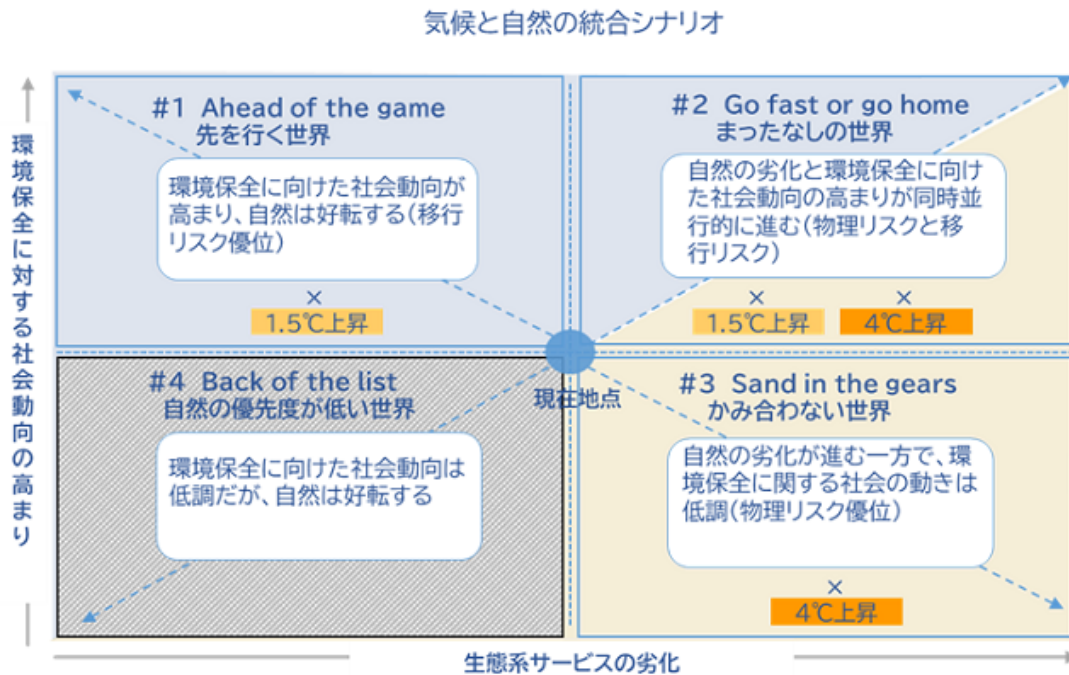 気候と自然の統合シナリオ
環境保全に対する社会動向の高まり
#1 Ahead of the game
先を行く世界
環境保全に向けた社会動向が
高まり、自然は好転する(移行
リスク優位)
×
1.5℃上昇
#2 Go fast or go home
まったなしの世界
自然の劣化と環境保全に向け
た社会動向の高まりが同時並
行的に進む(物理リスクと移
行リスク)
× ×
1.5℃上昇 4℃上昇
現在地点
#4 Back of the list
自然の優先度が低い世界
環境保全に向けた社会動向は
低調だが、自然は好転する
#3 Sand in the gears
かみ合わない世界
自然の劣化が進む一方で、環
境保全に関する社会の動きは
低調(物理リスク優位)
×
4℃上昇
生態系サービスの劣化